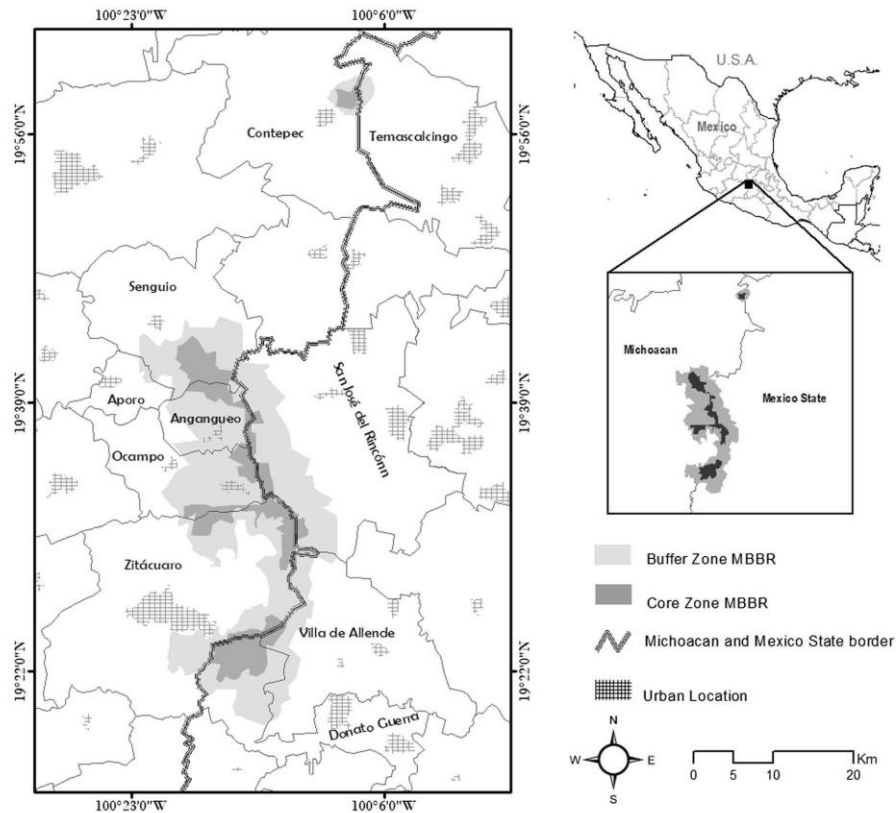 100°23'0"W
100°6'0"W
19°56'0"N
19°56'0"N
Contepec
Temascalcingo
Senguio
19°39'0"N
19°39'0"N
Aporo
Angangueo
San José del Rincónn
Ocampo
Zitácuaro
Villa de Allende
19°22'0"N
19°22'0"N
Donato Guerra
100°23'0"W
100°6'0"W
U.S.A.
Mexico
Michoacan
Mexico State
Buffer Zone MBBR
Core Zone MBBR
Michoacan and Mexico State border
Urban Location
N
W
E
S
Km
0
5
10
20